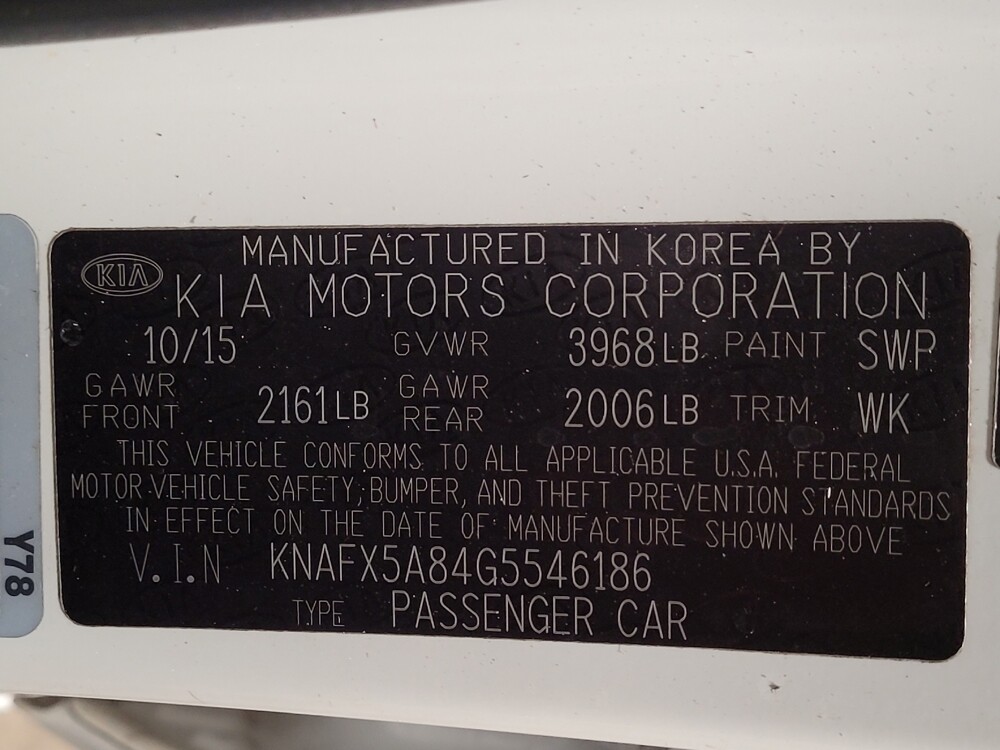 MANUFACTURED IN KOREA BY
KIA KIA MOTORS CORPORATION
10/15 GVWR 3968LB PAINT SWP
GAWR FRONT 2161LB GAWR REAR 2006LB TRIM WK
THIS VEHICLE CONFORMS TO ALL APPLICABLE U.S.A. FEDERAL
MOTOR VEHICLE SAFETY, BUMPER, AND THEFT PREVENTION STANDARDS
IN EFFECT ON THE DATE OF MANUFACTURE SHOWN ABOVE
V.I.N KNAFX5A84G5546186
TYPE PASSENGER CAR
Y78